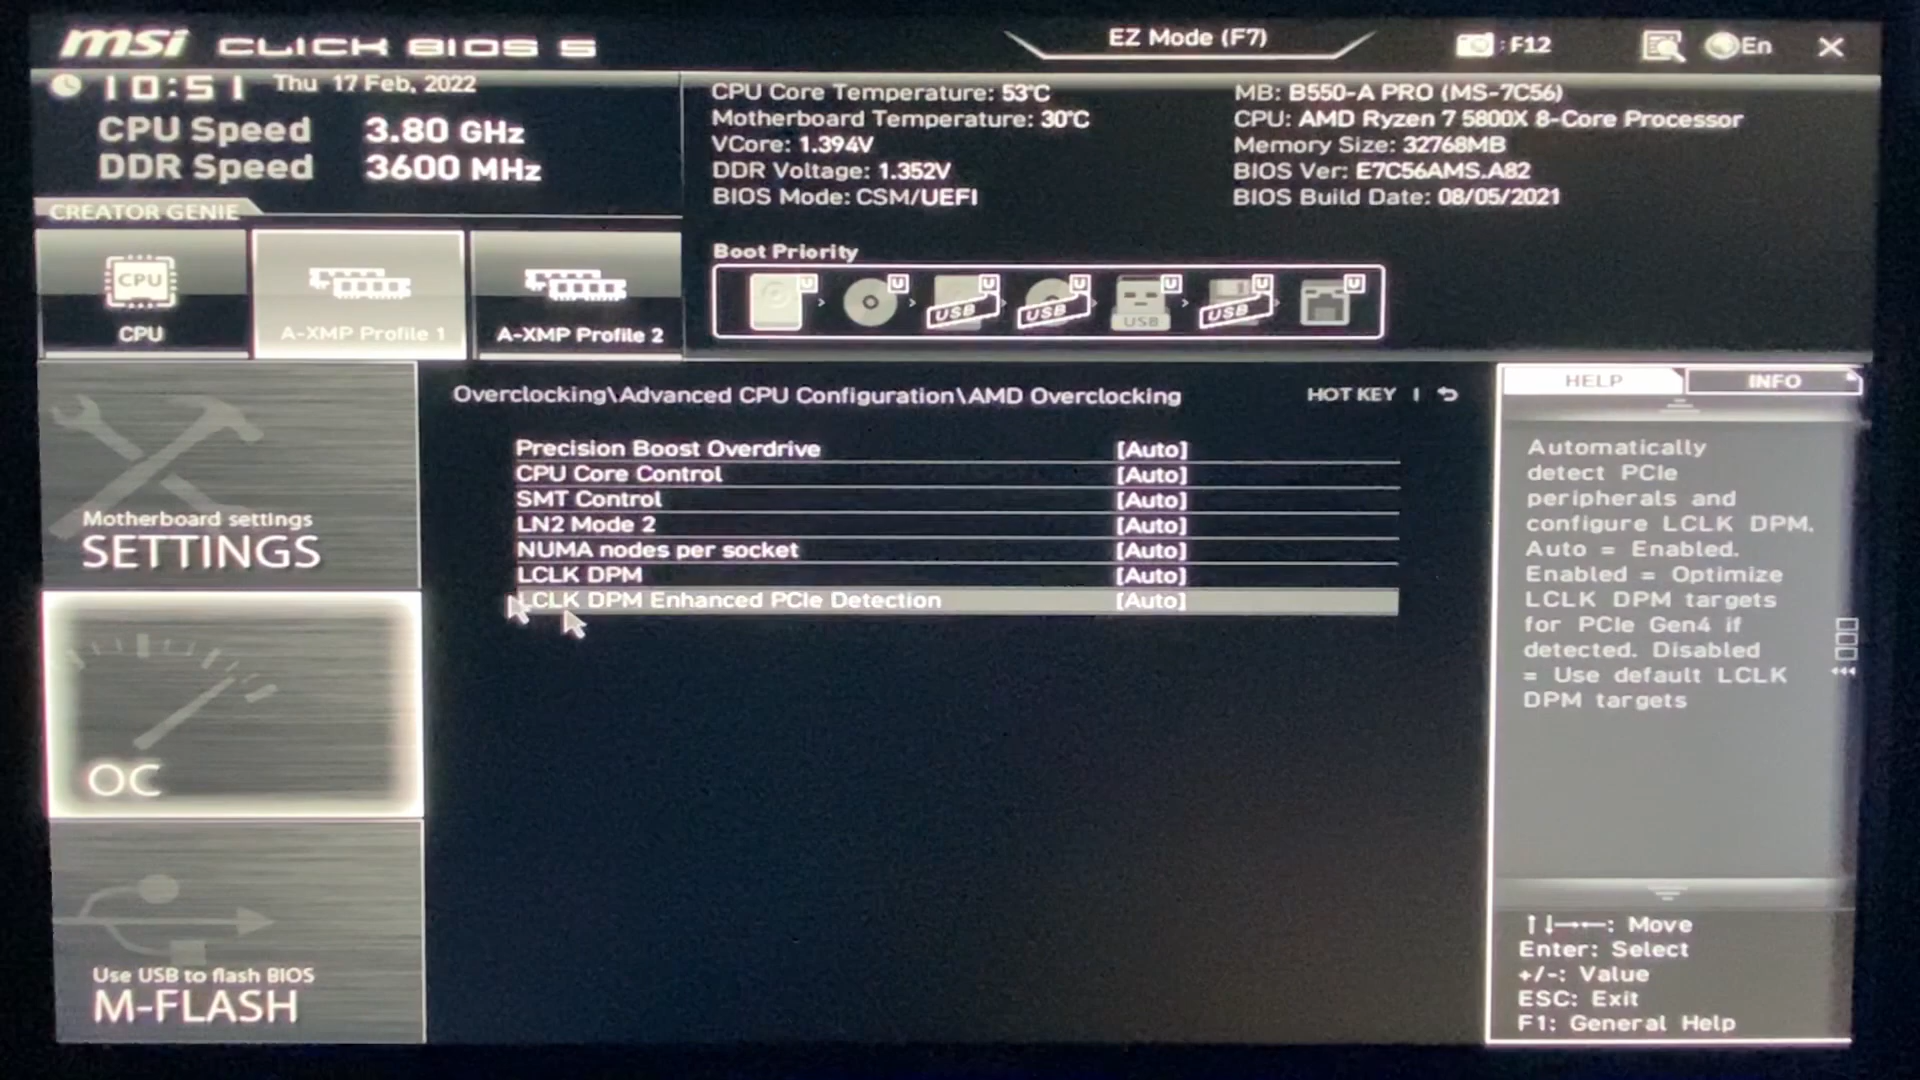 msi CLICK BIOS 5
EZ Mode (F7)
: F12
En
10:51 Thu 17 Feb, 2022
CPU Speed 3.80 GHz
DDR Speed 3600 MHz
CPU Core Temperature: 53°C
Motherboard Temperature: 30°C
VCore: 1.394V
DDR Voltage: 1.352V
BIOS Mode: CSM/UEFI
MB: B550-A PRO (MS-7C56)
CPU: AMD Ryzen 7 5800X 8-Core Processor
Memory Size: 32768MB
BIOS Ver: E7C56AMS.A82
BIOS Build Date: 08/05/2021
CREATOR GENIE
CPU
CPU
A-XMP Profile 1
A-XMP Profile 2
Boot Priority
U U U U U U U
USB USB USB USB
Motherboard settings
SETTINGS
OC
Use USB to flash BIOS
M-FLASH
Overclocking\Advanced CPU Configuration\AMD Overclocking
HOT KEY |
Precision Boost Overdrive [Auto]
CPU Core Control [Auto]
SMT Control [Auto]
LN2 Mode 2 [Auto]
NUMA nodes per socket [Auto]
LCLK DPM [Auto]
LCLK DPM Enhanced PCIe Detection [Auto]
HELP
INFO
Automatically
detect PCIe
peripherals and
configure LCLK DPM.
Auto = Enabled.
Enabled = Optimize
LCLK DPM targets
for PCIe Gen4 if
detected. Disabled
= Use default LCLK
DPM targets
↑↓→←: Move
Enter: Select
+/-: Value
ESC: Exit
F1: General Help